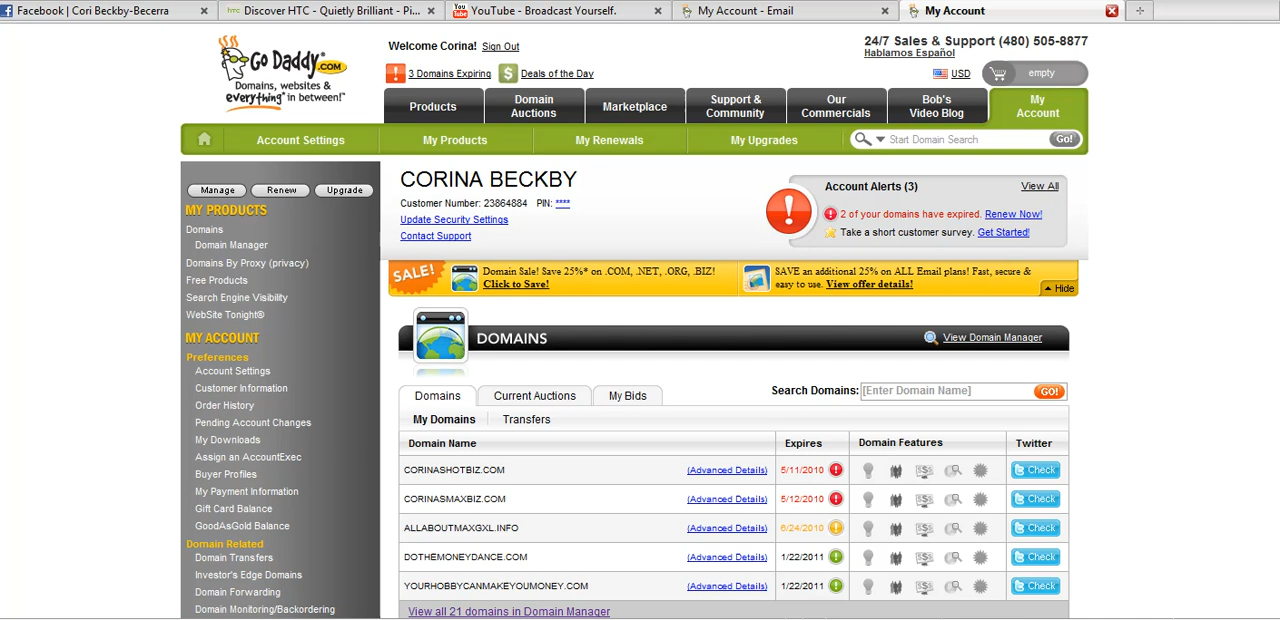 Facebook | Cori Beckby-Becerra
htc Discover HTC - Quietly Brilliant - Pi...
You Tube YouTube - Broadcast Yourself.
My Account - Email
My Account
Go Daddy.COM
Domains, websites &
everything* in between!™
Welcome Corina! Sign Out
24/7 Sales & Support (480) 505-8877
Hablamos Español
3 Domains Expiring $ Deals of the Day
USD empty
Products
Domain Auctions
Marketplace
Support & Community
Our Commercials
Bob's Video Blog
My Account
Account Settings My Products My Renewals My Upgrades Start Domain Search Go!
Manage Renew Upgrade
MY PRODUCTS
Domains
Domain Manager
Domains By Proxy (privacy)
Free Products
Search Engine Visibility
WebSite Tonight®
MY ACCOUNT
Preferences
Account Settings
Customer Information
Order History
Pending Account Changes
My Downloads
Assign an AccountExec
Buyer Profiles
My Payment Information
Gift Card Balance
GoodAsGold Balance
Domain Related
Domain Transfers
Investor's Edge Domains
Domain Forwarding
Domain Monitoring/Backordering
CORINA BECKBY
Customer Number: 23864884 PIN: ****
Update Security Settings
Contact Support
Account Alerts (3) View All
2 of your domains have expired. Renew Now!
Take a short customer survey. Get Started!
SALE!
Domain Sale! Save 25%* on .COM, .NET, .ORG, .BIZ!
Click to Save!
SAVE an additional 25% on ALL Email plans! Fast, secure &
easy to use. View offer details!
Hide
DOMAINS
View Domain Manager
Domains Current Auctions My Bids
Search Domains: [Enter Domain Name] GO!
My Domains Transfers
Domain Name Expires Domain Features Twitter
CORINASHOTBIZ.COM (Advanced Details) 5/11/2010 Check
CORINASMAXBIZ.COM (Advanced Details) 5/12/2010 Check
ALLABOUTMAXGXL.INFO (Advanced Details) 6/24/2010 Check
DOTHEMONEYDANCE.COM (Advanced Details) 1/22/2011 Check
YOURHOBBYCANMAKEYOUMONEY.COM (Advanced Details) 1/22/2011 Check
View all 21 domains in Domain Manager